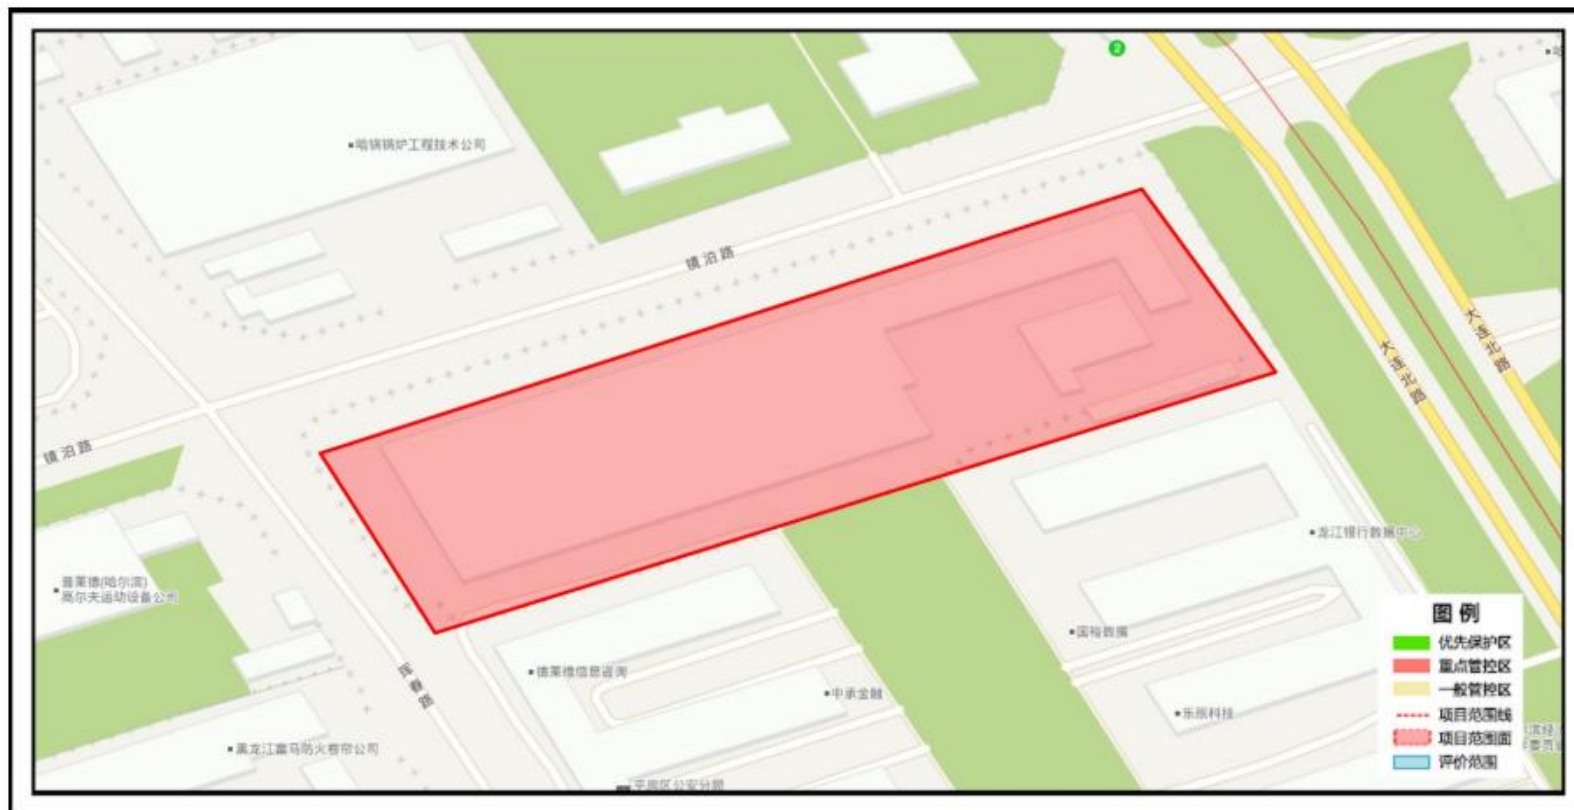 2
哈锅锅炉工程技术公司
镜泊路
大连北路
大连北路
镜泊路
龙江银行数据中心
普莱德(哈尔滨)
高尔夫运动设备公司
国裕数据
德莱维信息咨询
珲春路
中承金融
乐辰科技
黑龙江富马防火卷帘公司
平房区公安分局
图例
优先保护区
重点管控区
一般管控区
项目范围线
项目范围面
评价范围